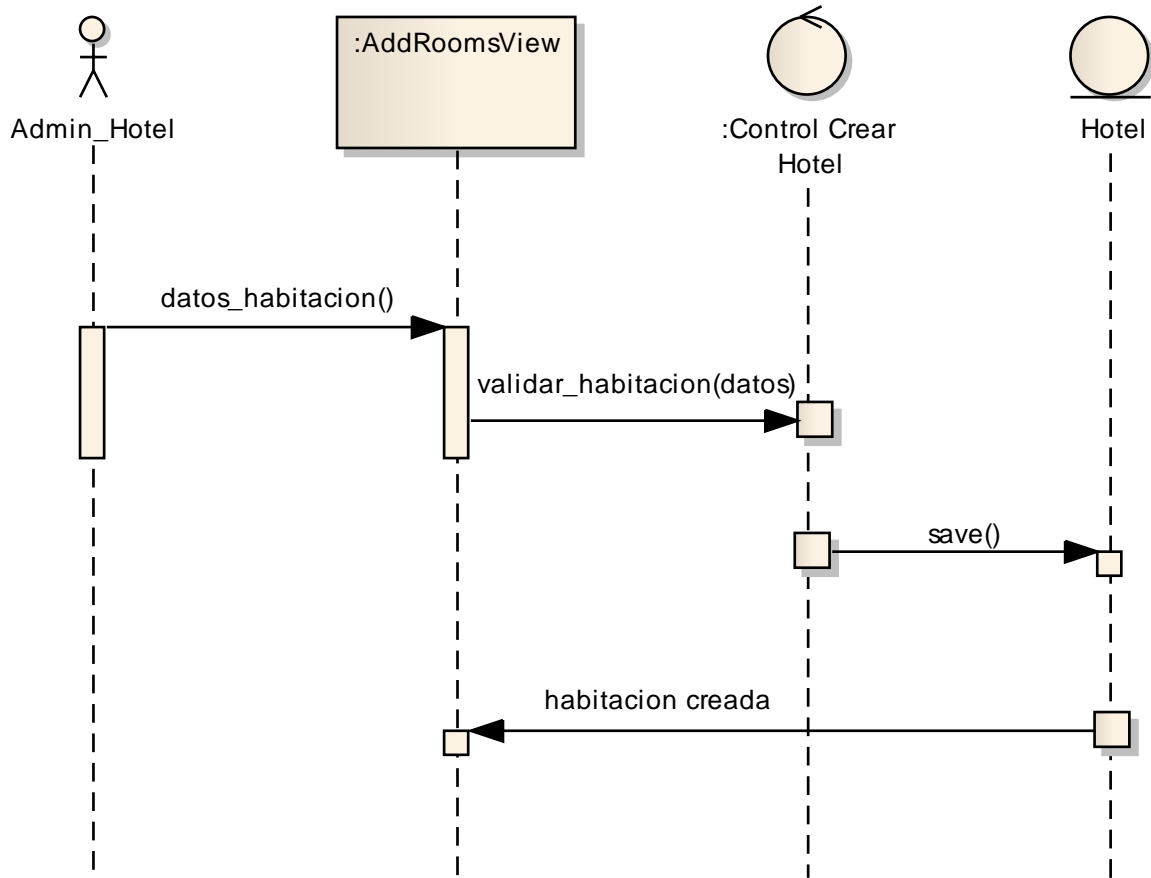 :AddRoomsView
Admin_Hotel
:Control Crear
Hotel
Hotel
datos_habitacion()
validar_habitacion(datos)
save()
habitacion creada